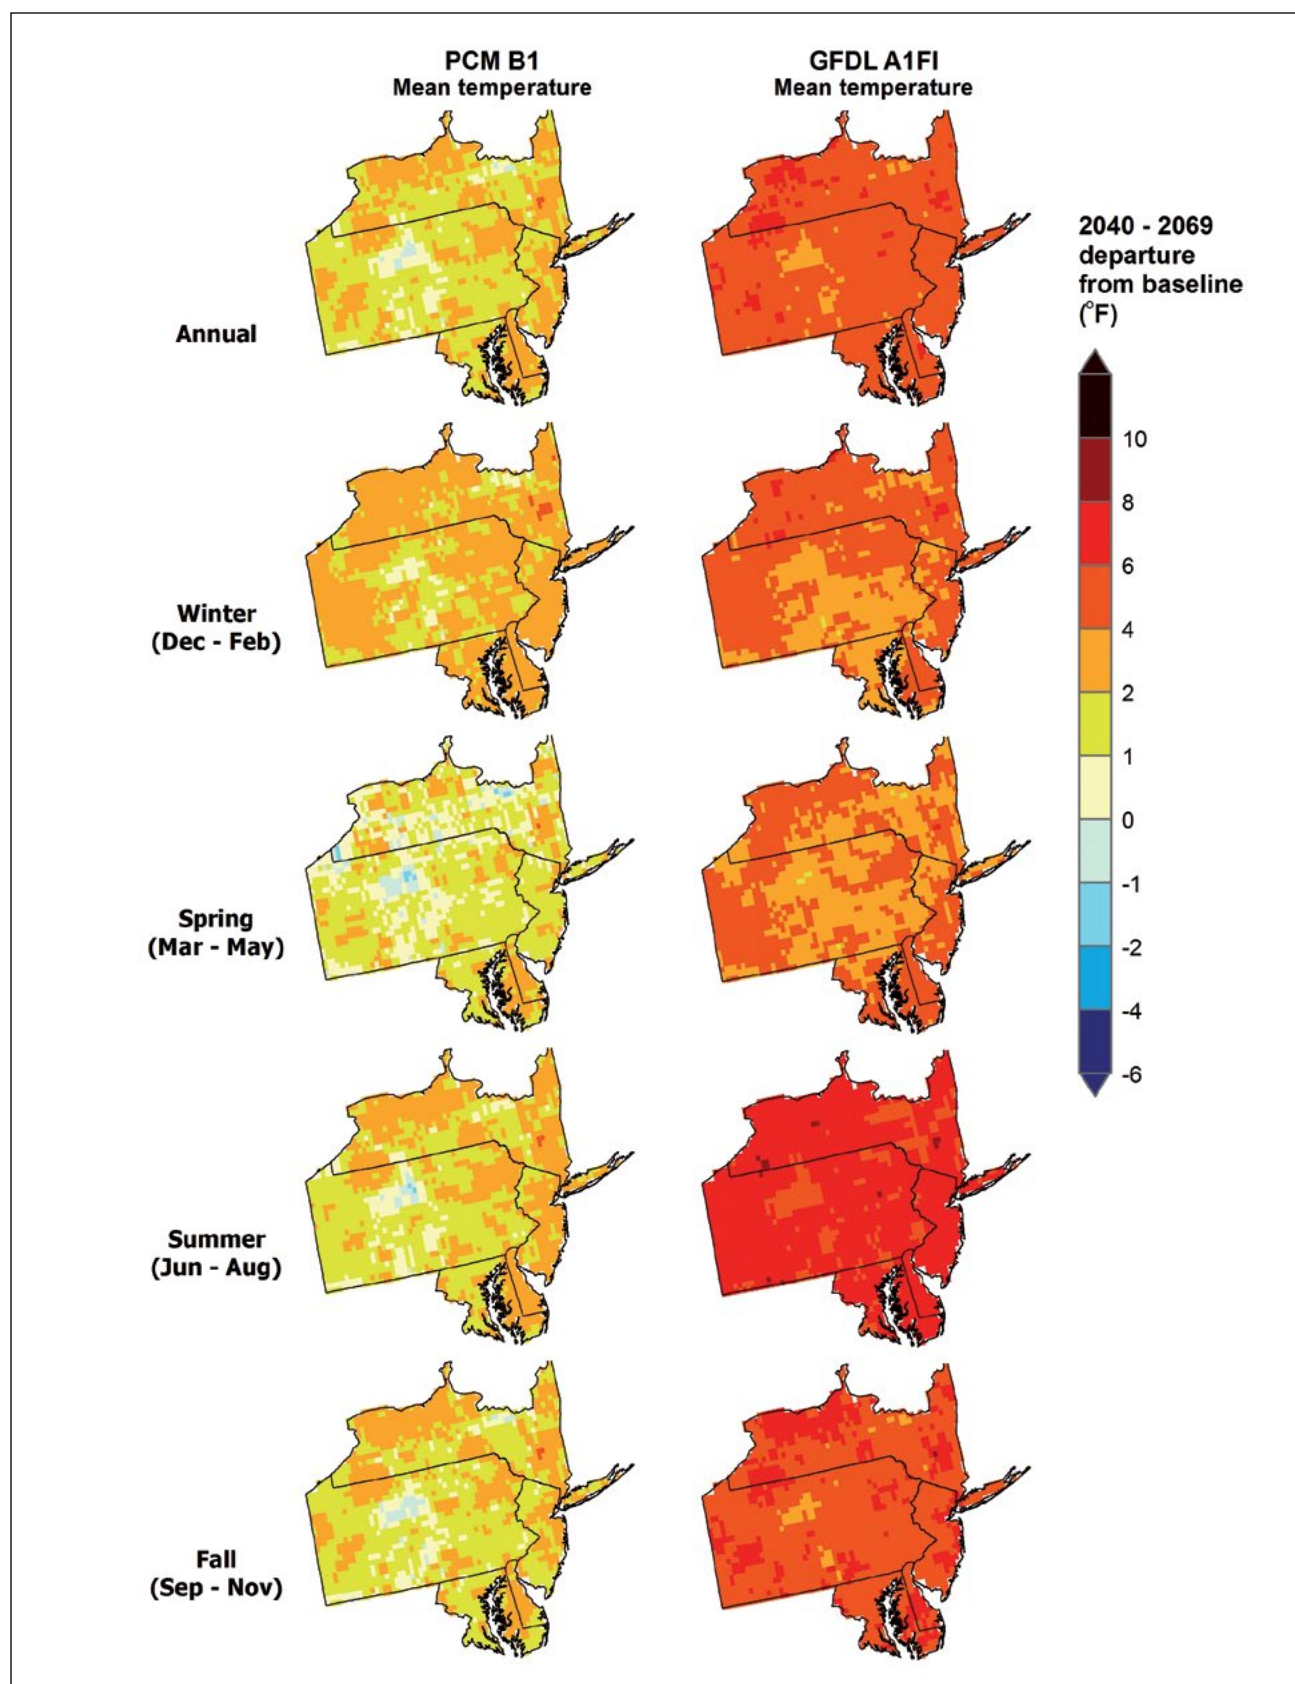 PCM B1
Mean temperature
GFDL A1FI
Mean temperature
2040 - 2069
departure
from baseline
(°F)
Annual
Winter
(Dec - Feb)
Spring
(Mar - May)
Summer
(Jun - Aug)
Fall
(Sep - Nov)
10
8
6
4
2
1
0
-1
-2
-4
-6